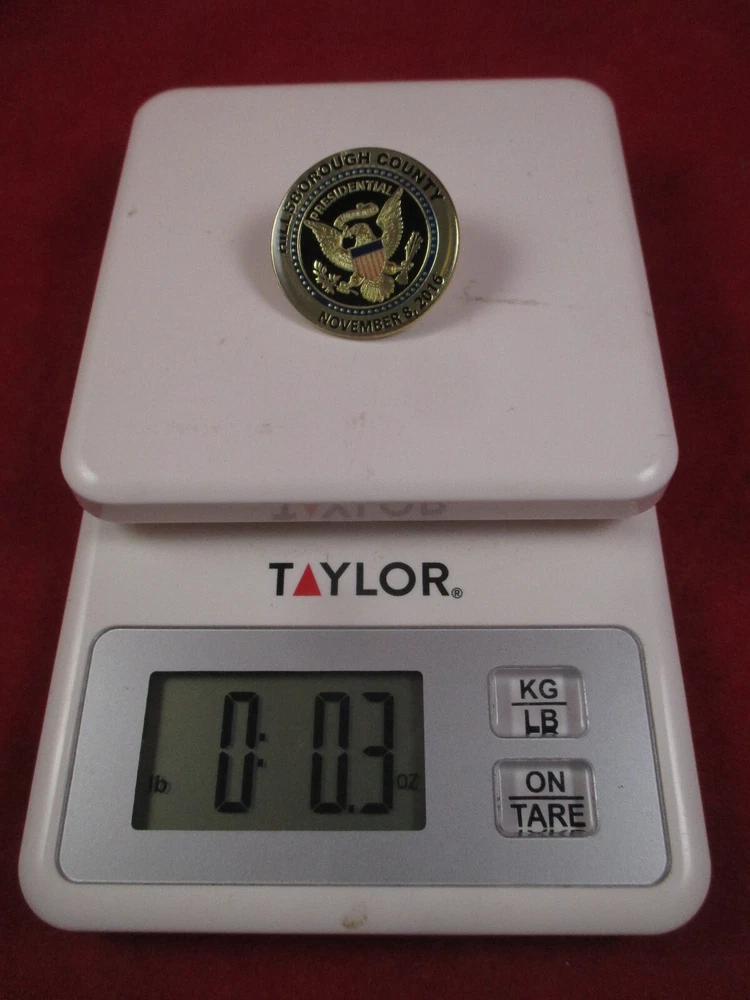 HILLSBOROUGH COUNTY
PRESIDENTIAL
NOVEMBER 8, 2016
TAYLOR®
lb 0: 0.3 oz
KG
LB
ON
TARE